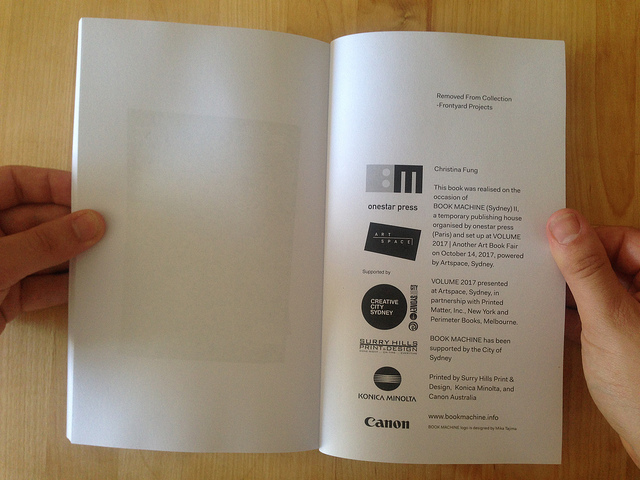 Removed From Collection
-Frontyard Projects
onestar press
ART
SPACE
Supported by
CREATIVE
CITY
SYDNEY
SURRY HILLS
PRINT & DESIGN
KONICA MINOLTA
Canon
Christina Fung
This book was realised on the
occasion of
BOOK MACHINE (Sydney) II,
a temporary publishing house
organised by onestar press
(Paris) and set up at VOLUME
2017 | Another Art Book Fair
on October 14, 2017, powered
by Artspace, Sydney.
VOLUME 2017 presented
at Artspace, Sydney, in
partnership with Printed
Matter, Inc., New York and
Perimeter Books, Melbourne.
BOOK MACHINE has been
supported by the City of
Sydney
Printed by Surry Hills Print &
Design, Konica Minolta, and
Canon Australia
www.bookmachine.info
BOOK MACHINE logo is designed by